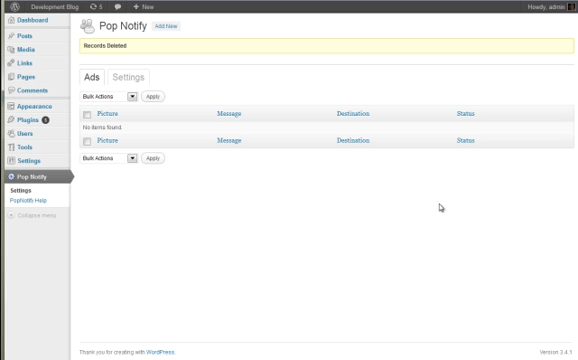 Development Blog 5 + New Howdy, admin
Dashboard
Posts
Media
Links
Pages
Comments
Appearance
Plugins 1
Users
Tools
Settings
Pop Notify
Settings
PopNotify Help
Collapse menu
Pop Notify Add New
Records Deleted
Ads Settings
Bulk Actions Apply
Picture Message Destination Status
No items found.
Picture Message Destination Status
Bulk Actions Apply
Thank you for creating with WordPress. Version 3.4.1